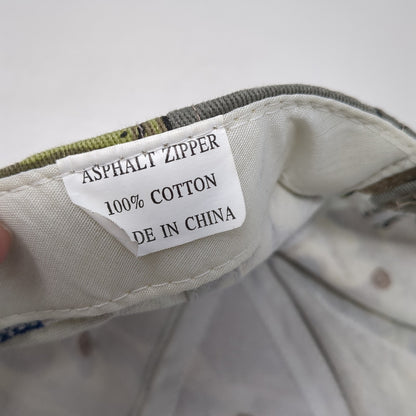 ASPHALT ZIPPER
100% COTTON
DE IN CHINA